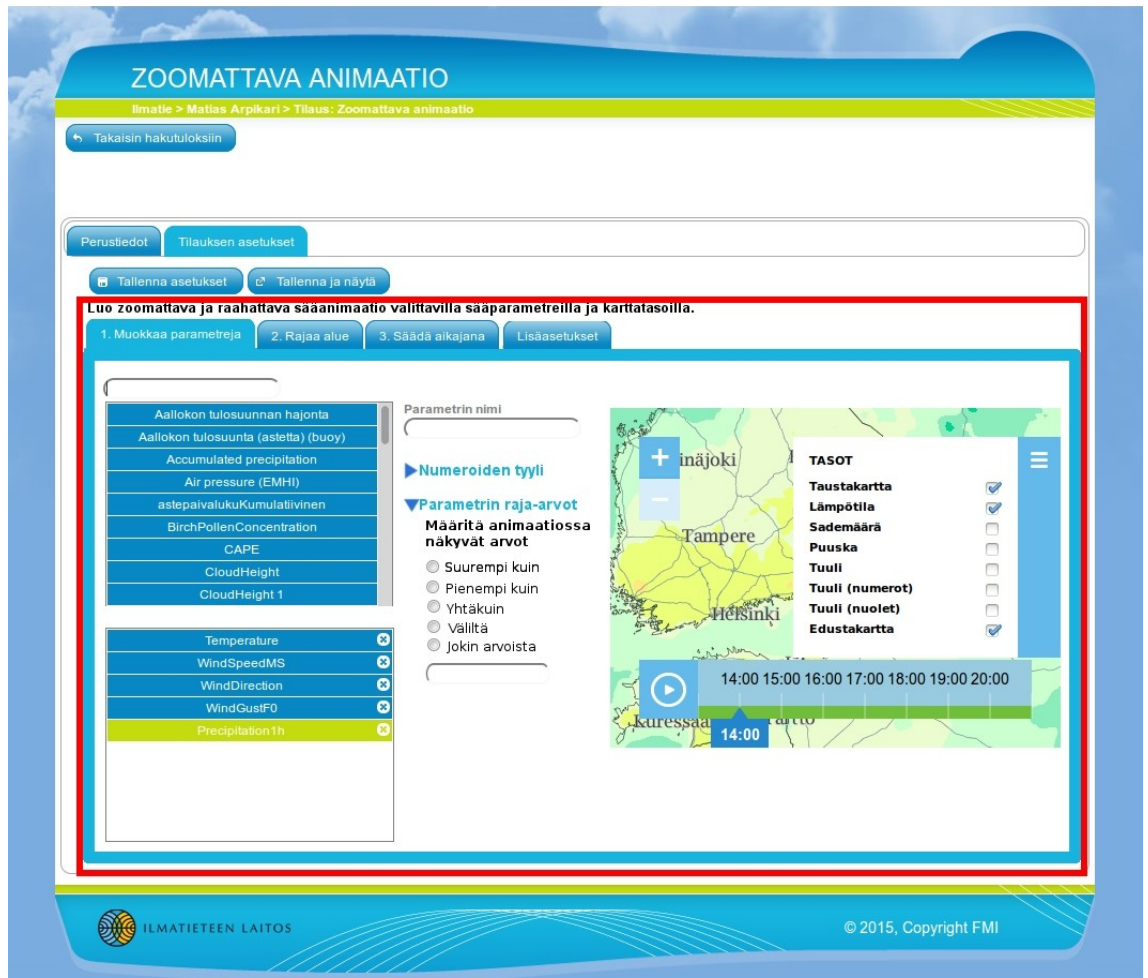 ZOOMATTAVA ANIMAATIO
Ilmatie > Matias Arpikari > Tilaus: Zoomattava animaatio
Takaisin hakutuloksiin
Perustiedot
Tilauksen asetukset
Tallenna asetukset
Tallenna ja näytä
Luo zoomattava ja raahattava sääanimaatio valittavilla sääparametreilla ja karttatasoilla.
1. Muokkaa parametreja
2. Rajaa alue
3. Säädä aikajana
Lisäasetukset
Aallokon tulosuunnan hajonta
Aallokon tulosuunta (astetta) (buoy)
Accumulated precipitation
Air pressure (EMHI)
astepaivalukuKumulatiivinen
BirchPollenConcentration
CAPE
CloudHeight
CloudHeight 1
Temperature
WindSpeedMS
WindDirection
WindGustF0
Precipitation1h
Parametrin nimi
Numeroiden tyyli
Parametrin raja-arvot
Määritä animaatiossa
näkyvät arvot
Suurempi kuin
Pienempi kuin
Yhtäkuin
Väliltä
Jokin arvoista
+
inäjoki
Tampere
Helsinki
TASOT
Taustakartta
Lämpötila
Sademäärä
Puuska
Tuuli
Tuuli (numerot)
Tuuli (nuolet)
Edustakartta
14:00 15:00 16:00 17:00 18:00 19:00 20:00
14:00
ILMATIETEEN LAITOS
© 2015, Copyright FMI